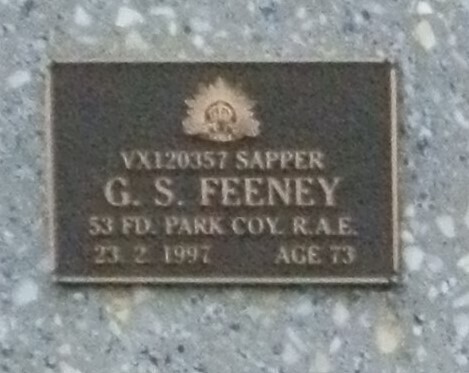 VX120357 SAPPER
G. S. FEENEY
53 FD. PARK COY. R.A.E.
23. 2. 1997 AGE 73